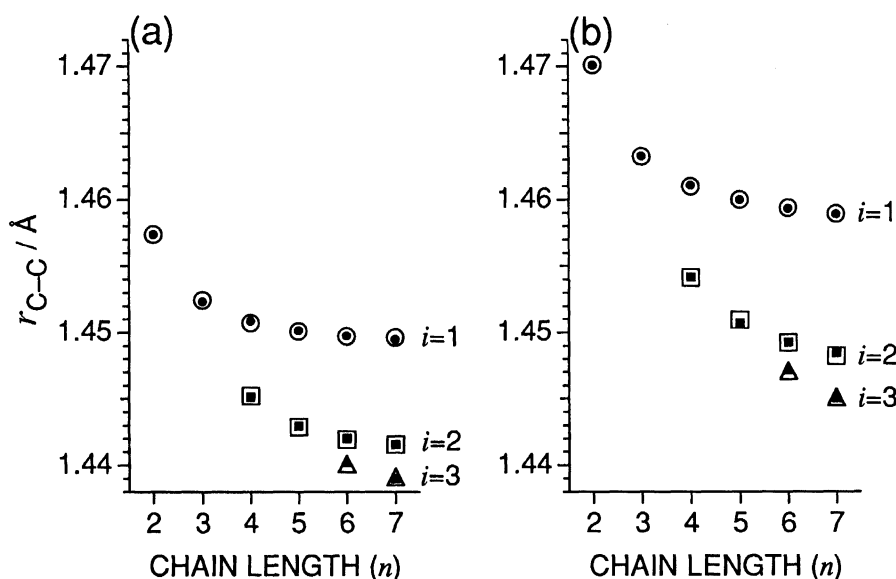 (a)
1.47
1.46
1.45
1.44
r C–C / Å
i=1
i=2
i=3
2 3 4 5 6 7
CHAIN LENGTH (n)
(b)
1.47
1.46
1.45
1.44
i=1
i=2
i=3
2 3 4 5 6 7
CHAIN LENGTH (n)